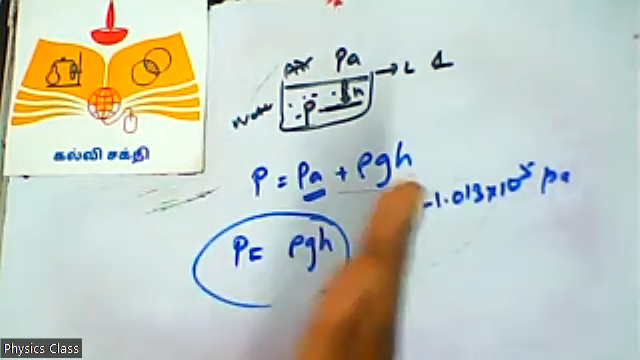 Pa
h
P
கல்வி சக்தி
P = Pa + ρgh
1.013×10⁵ Pa
P = ρgh
Physics Class